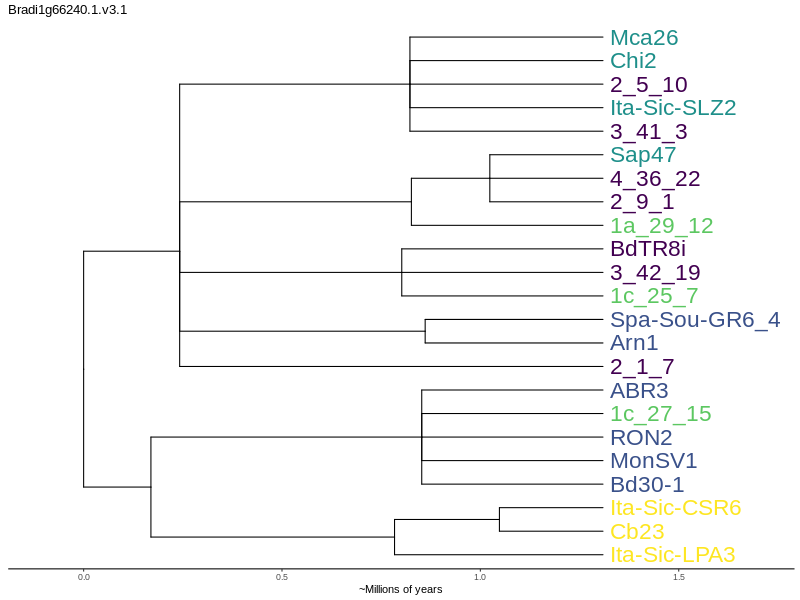 Bradi1g66240.1.v3.1
Mca26
Chi2
2_5_10
Ita-Sic-SLZ2
3_41_3
Sap47
4_36_22
2_9_1
1a_29_12
BdTR8i
3_42_19
1c_25_7
Spa-Sou-GR6_4
Arn1
2_1_7
ABR3
1c_27_15
RON2
MonSV1
Bd30-1
Ita-Sic-CSR6
Cb23
Ita-Sic-LPA3
0.0 0.5 1.0 1.5
~Millions of years